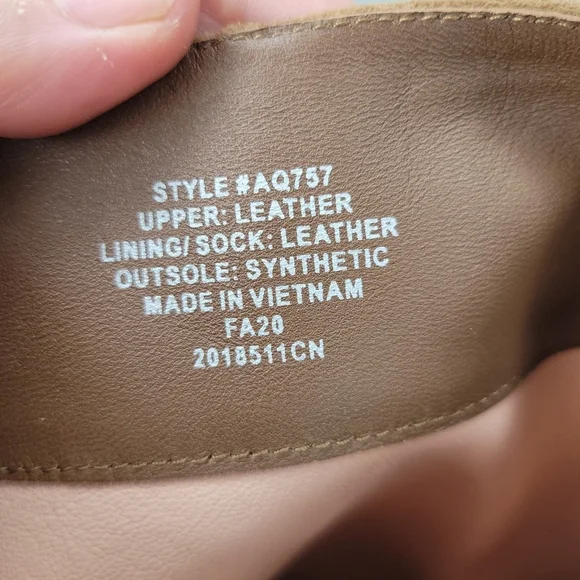 STYLE #AQ757
UPPER: LEATHER
LINING/ SOCK: LEATHER
OUTSOLE: SYNTHETIC
MADE IN VIETNAM
FA20
2018511CN